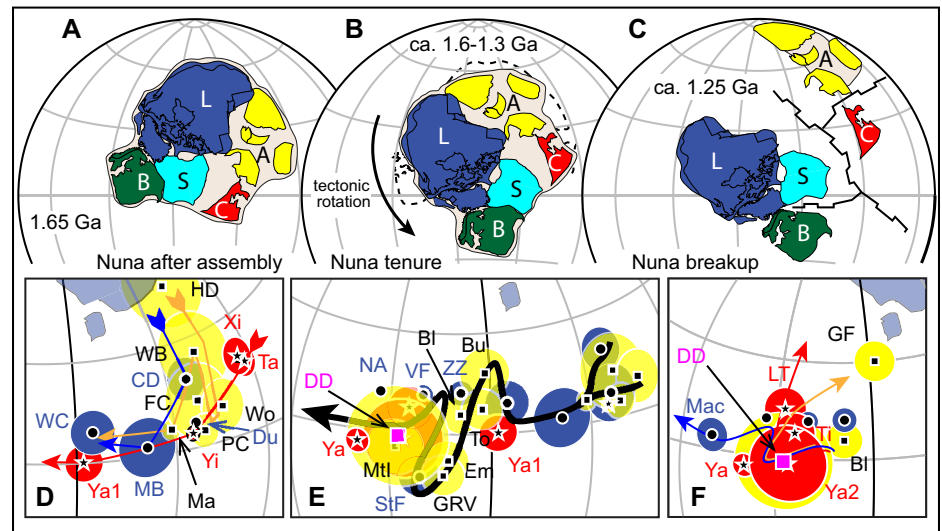 A
B
C
ca. 1.6-1.3 Ga
ca. 1.25 Ga
L
A
B
S
C
1.65 Ga
L
A
C
S
B
tectonic
rotation
A
C
L
S
B
Nuna after assembly
Nuna tenure
Nuna breakup
HD
Xi
WB
Ta
CD
FC
WC
Wo
PC
Du
I
Yi
Ya1
MB
Ma
D
Bl
Bu
NA
VF
ZZ
DD
Ya
To
Ya1
Mtl
Em
StF
GRV
E
GF
DD
LT
Mac
Ti
Ya
Bl
Ya2
F